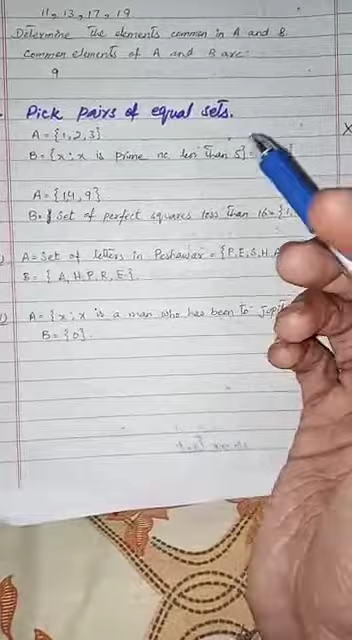 11, 13, 17, 19
Determine the elements common in A and B
Common elements of A and B are
9
Pick pairs of equal sets.
A = {1, 2, 3}
B = {x : x is prime no less than 5} =
A = {1,4,9}
B = { Set of perfect squares less than 16 = {1,
A = Set of letters in Peshawar = {P, E, S, H, A
B = { A, H, P, R, E}
A = {x : x is a man who has been to Jupit
B = {0}.